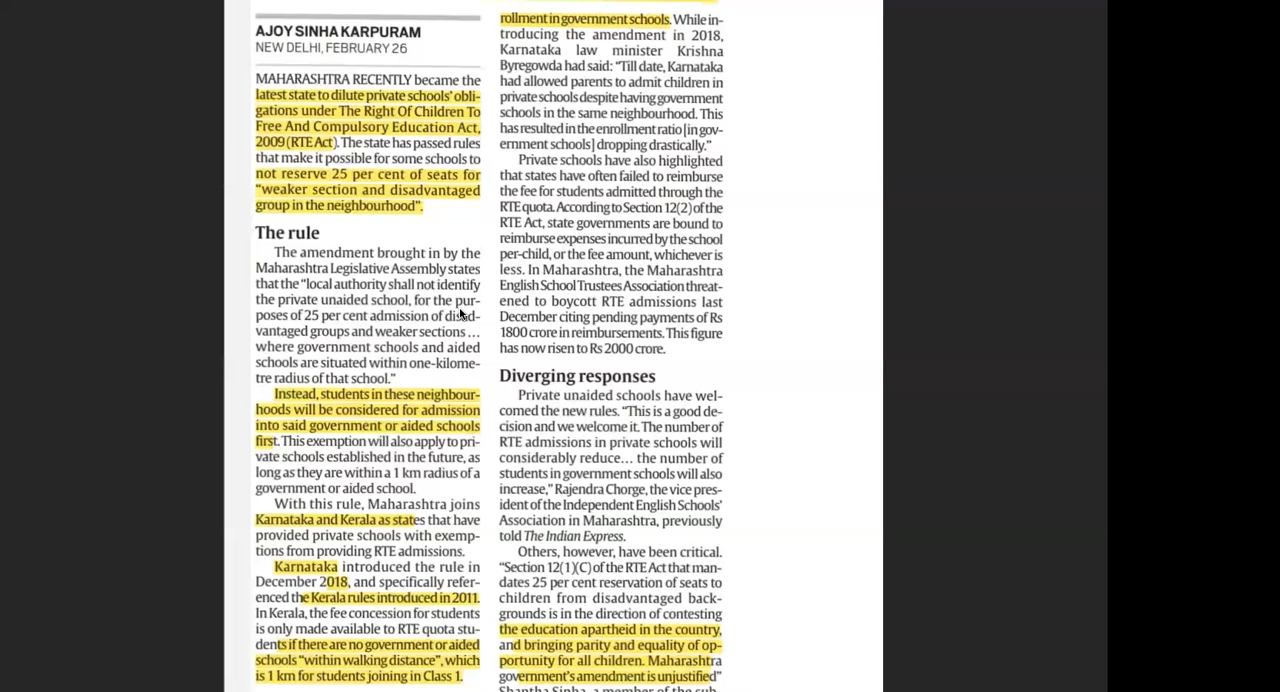 AJOY SINHA KARPURAM
NEW DELHI, FEBRUARY 26
MAHARASHTRA RECENTLY became the
latest state to dilute private schools' obli-
gations under The Right Of Children To
Free And Compulsory Education Act,
2009 (RTE Act). The state has passed rules
that make it possible for some schools to
not reserve 25 per cent of seats for
"weaker section and disadvantaged
group in the neighbourhood".
The rule
The amendment brought in by the
Maharashtra Legislative Assembly states
that the "local authority shall not identify
the private unaided school, for the pur-
poses of 25 per cent admission of disad-
vantaged groups and weaker sections...
where government schools and aided
schools are situated within one-kilome-
tre radius of that school."
Instead, students in these neighbour-
hoods will be considered for admission
into said government or aided schools
first. This exemption will also apply to pri-
vate schools established in the future, as
long as they are within a 1 km radius of a
government or aided school.
With this rule, Maharashtra joins
Karnataka and Kerala as states that have
provided private schools with exemp-
tions from providing RTE admissions.
Karnataka introduced the rule in
December 2018, and specifically refer-
enced the Kerala rules introduced in 2011.
In Kerala, the fee concession for students
is only made available to RTE quota stu-
dents if there are no government or aided
schools "within walking distance", which
is 1 km for students joining in Class 1.
rollment in government schools. While in-
troducing the amendment in 2018,
Karnataka law minister Krishna
Byregowda had said: "Till date, Karnataka
had allowed parents to admit children in
private schools despite having government
schools in the same neighbourhood. This
has resulted in the enrollment ratio [in gov-
ernment schools] dropping drastically."
Private schools have also highlighted
that states have often failed to reimburse
the fee for students admitted through the
RTE quota. According to Section 12(2) of the
RTE Act, state governments are bound to
reimburse expenses incurred by the school
per-child, or the fee amount, whichever is
less. In Maharashtra, the Maharashtra
English School Trustees Association threat-
ened to boycott RTE admissions last
December citing pending payments of Rs
1800 crore in reimbursements. This figure
has now risen to Rs 2000 crore.
Diverging responses
Private unaided schools have wel-
comed the new rules. "This is a good de-
cision and we welcome it. The number of
RTE admissions in private schools will
considerably reduce... the number of
students in government schools will also
increase," Rajendra Chorge, the vice pres-
ident of the Independent English Schools'
Association in Maharashtra, previously
told The Indian Express.
Others, however, have been critical.
"Section 12(1)(C) of the RTE Act that man-
dates 25 per cent reservation of seats to
children from disadvantaged back-
grounds is in the direction of contesting
the education apartheid in the country,
and bringing parity and equality of op-
portunity for all children. Maharashtra
government's amendment is unjustified"
Shantha Sinha, a member of the sub-